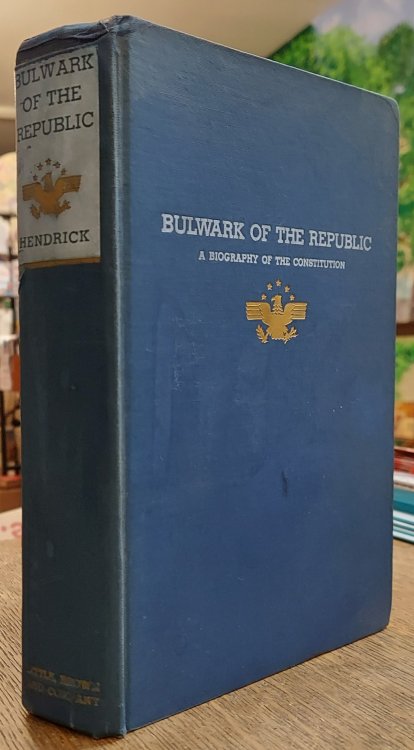 BULWARK
OF THE
REPUBLIC
HENDRICK
LITTLE, BROWN
AND COMPANY
BULWARK OF THE REPUBLIC
A BIOGRAPHY OF THE CONSTITUTION